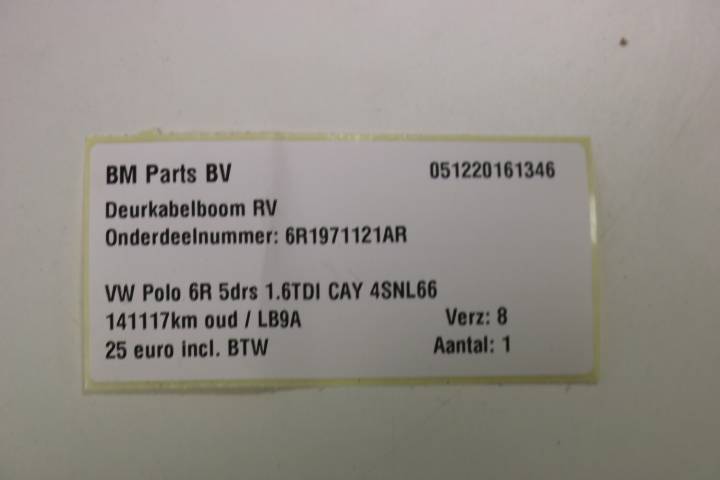 BM Parts BV 051220161346
Deurkabelboom RV
Onderdeelnummer: 6R1971121AR
VW Polo 6R 5drs 1.6TDI CAY 4SNL66
141117km oud / LB9A Verz: 8
25 euro incl. BTW Aantal: 1